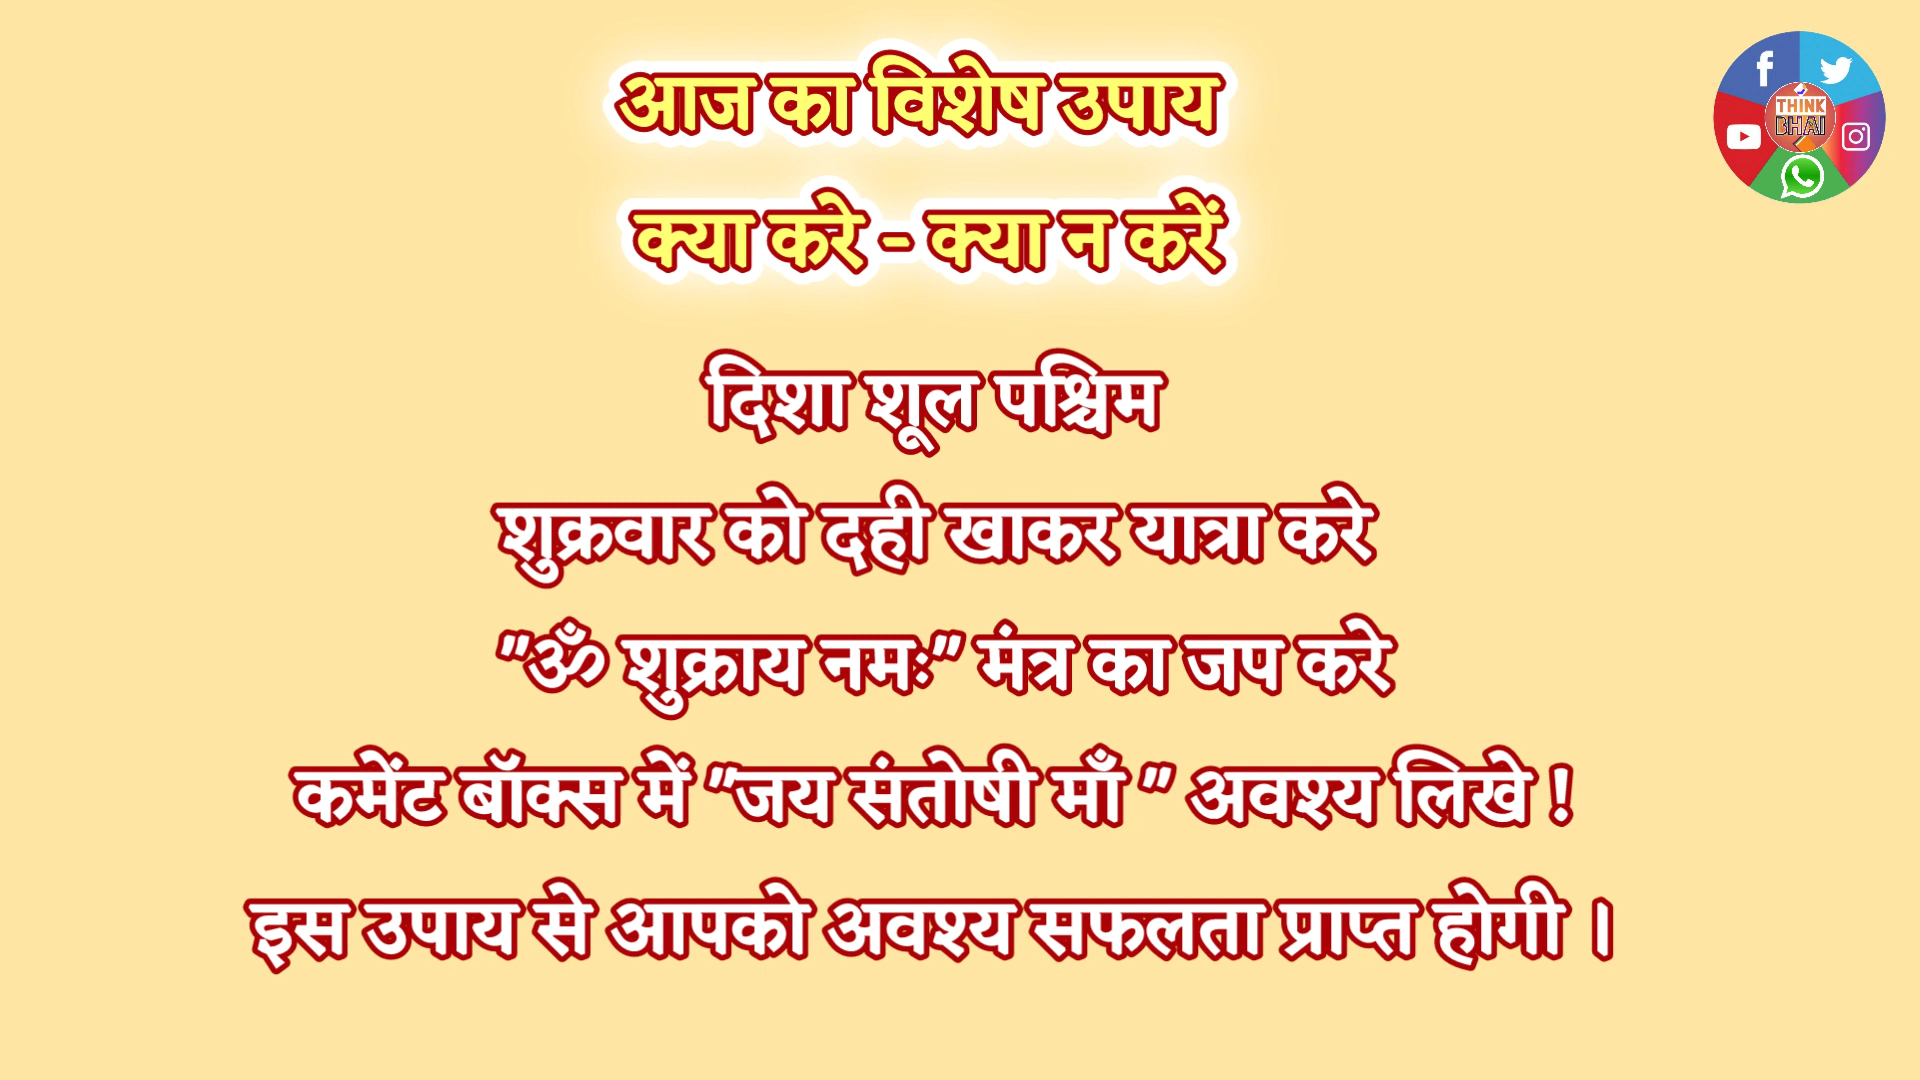 आज का विशेष उपाय
क्या करे - क्या न करें
दिशा शूल पश्चिम
शुक्रवार को दही खाकर यात्रा करे
"ॐ शुक्राय नमः" मंत्र का जप करे
कमेंट बॉक्स में "जय संतोषी माँ " अवश्य लिखे !
इस उपाय से आपको अवश्य सफलता प्राप्त होगी ।
THINK
BHAI